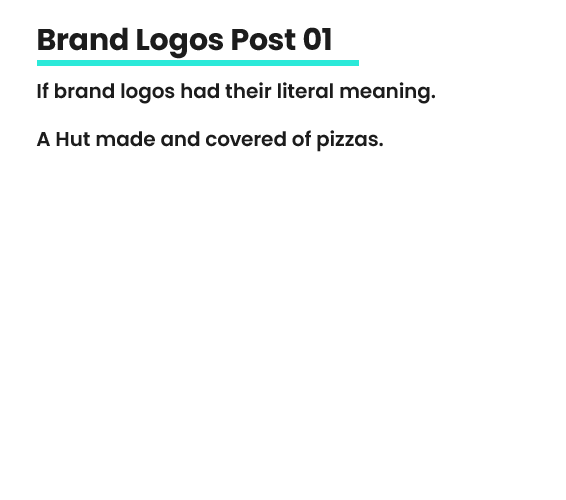 Brand Logos Post 01
If brand logos had their literal meaning.
A Hut made and covered of pizzas.